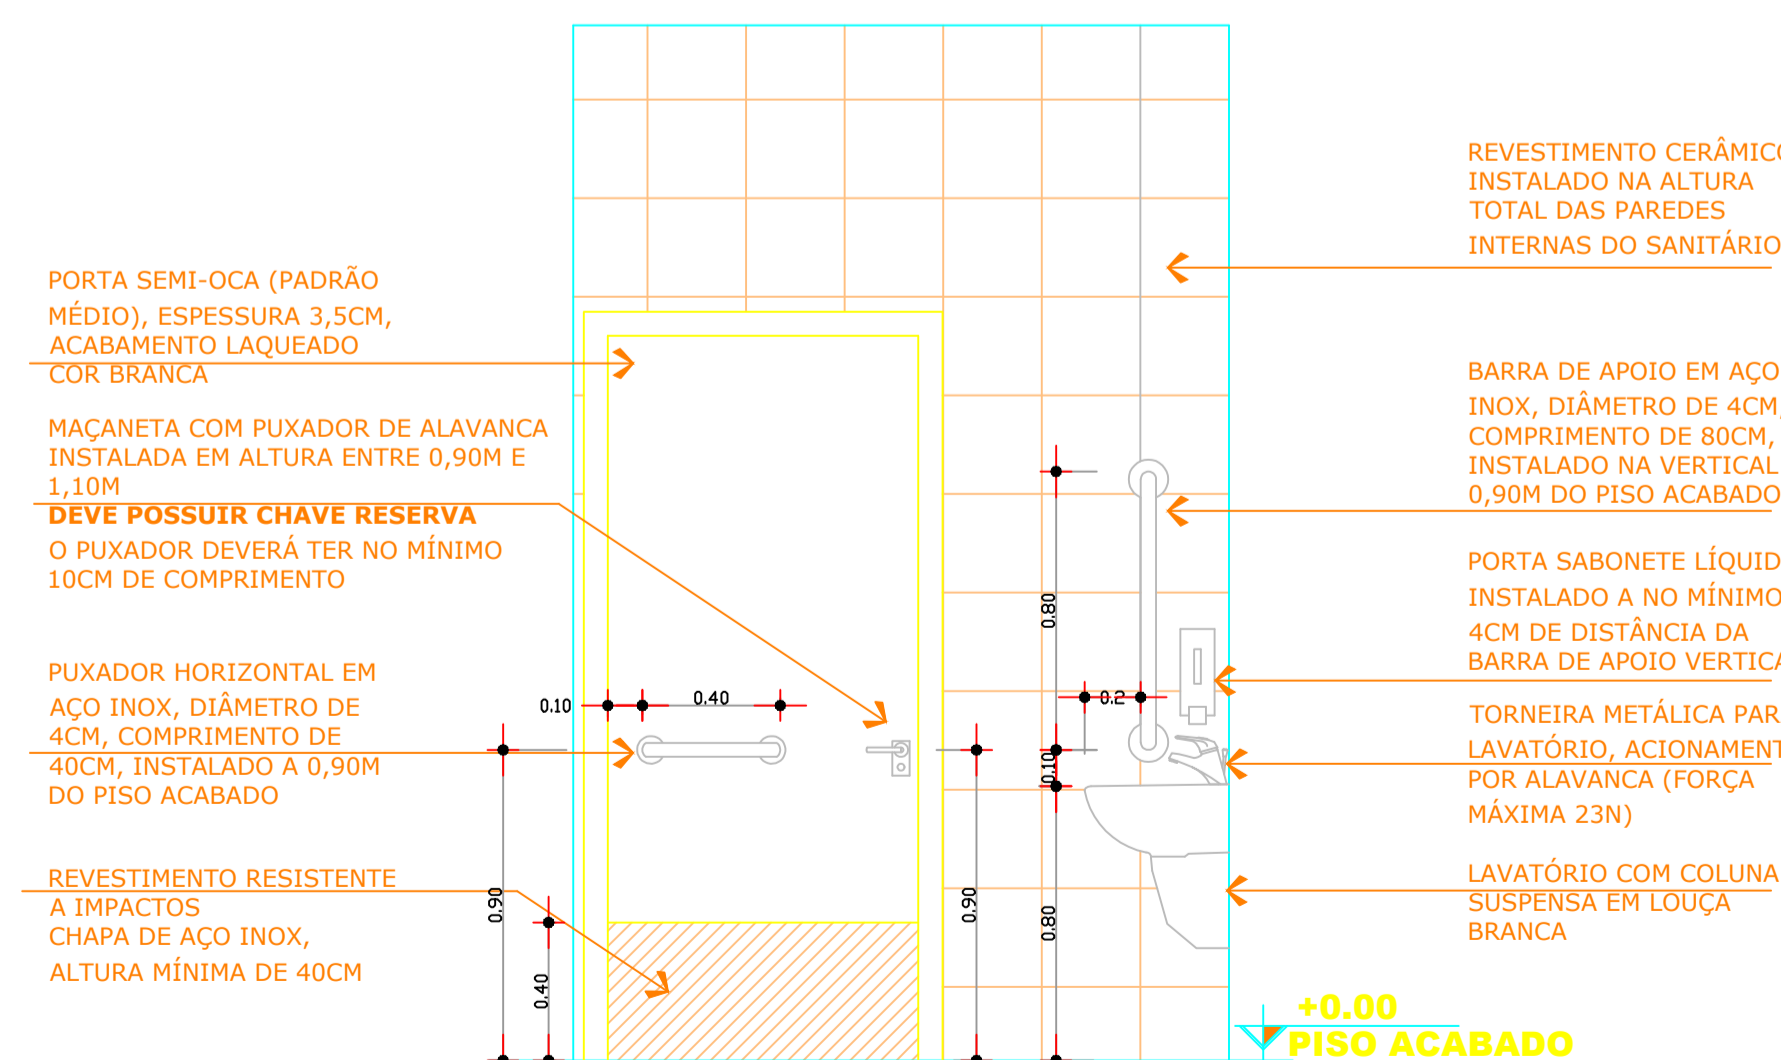 PORTA SEMI-OCA (PADRÃO
MÉDIO), ESPESSURA 3,5CM,
ACABAMENTO LAQUEADO
COR BRANCA
MAÇANETA COM PUXADOR DE ALAVANCA
INSTALADA EM ALTURA ENTRE 0,90M E
1,10M
DEVE POSSUIR CHAVE RESERVA
O PUXADOR DEVERÁ TER NO MÍNIMO
10CM DE COMPRIMENTO
PUXADOR HORIZONTAL EM
AÇO INOX, DIÂMETRO DE
4CM, COMPRIMENTO DE
40CM, INSTALADO A 0,90M
DO PISO ACABADO
REVESTIMENTO RESISTENTE
A IMPACTOS
CHAPA DE AÇO INOX,
ALTURA MÍNIMA DE 40CM
0.10
0.40
0.90
0.40
0.90
0.80
0.2
0.10
0.80
REVESTIMENTO CERÂMICO
INSTALADO NA ALTURA
TOTAL DAS PAREDES
INTERNAS DO SANITÁRIO
BARRA DE APOIO EM AÇO
INOX, DIÂMETRO DE 4CM,
COMPRIMENTO DE 80CM,
INSTALADO NA VERTICAL
0,90M DO PISO ACABADO
PORTA SABONETE LÍQUID
INSTALADO A NO MÍNIMO
4CM DE DISTÂNCIA DA
BARRA DE APOIO VERTICA
TORNEIRA METÁLICA PAR
LAVATÓRIO, ACIONAMENT
POR ALAVANCA (FORÇA
MÁXIMA 23N)
LAVATÓRIO COM COLUNA
SUSPENSA EM LOUÇA
BRANCA
+0.00
PISO ACABADO